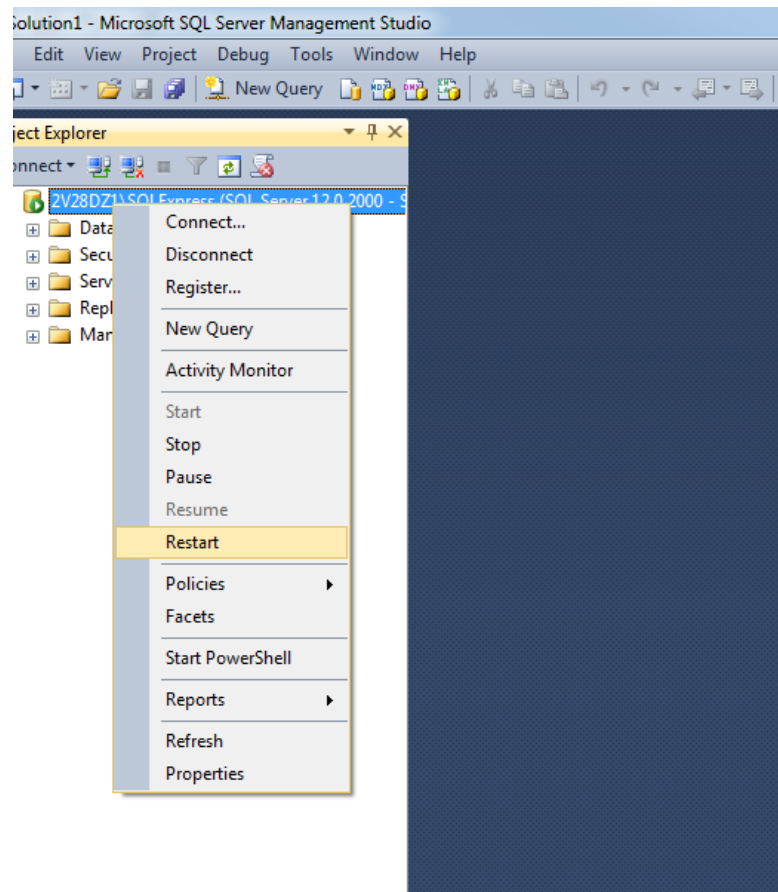 Solution1 - Microsoft SQL Server Management Studio
Edit View Project Debug Tools Window Help
New Query
ject Explorer
onnect
2V28DZ1\SQLExpress (SQL Server 12.0.2000 - S
Data
Secu
Serv
Repl
Man
Connect...
Disconnect
Register...
New Query
Activity Monitor
Start
Stop
Pause
Resume
Restart
Policies
Facets
Start PowerShell
Reports
Refresh
Properties